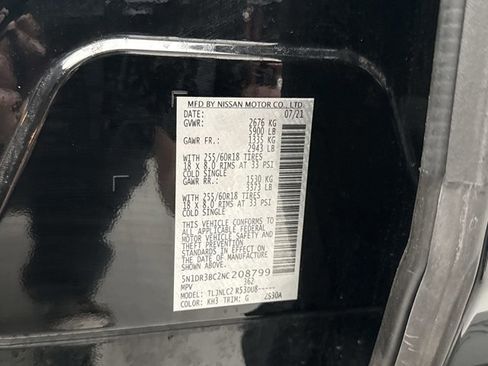 MFD BY NISSAN MOTOR CO., LTD.
DATE: 07/21
GVWR: 2676 KG
5900 LB
GAWR FR: 1335 KG
2943 LB
WITH 255/60R18 TIRES
18 x 8.0 RIMS AT 33 PSI
COLD SINGLE
GAWR RR.: 1530 KG
3373 LB
WITH 255/60R18 TIRES
18 x 8.0 RIMS AT 33 PSI
COLD SINGLE
THIS VEHICLE CONFORMS TO
ALL APPLICABLE FEDERAL
MOTOR VEHICLE SAFETY AND
STANDARDS IN EFFECT ON
THE DATE OF MANUFACTURE
SHOWN ABOVE.
5N1DR3BC2NC208799
MPV 362
MODEL: TLJNLC2 R53DU8-----
COLOR: KH3 TRIM: G 2S30A